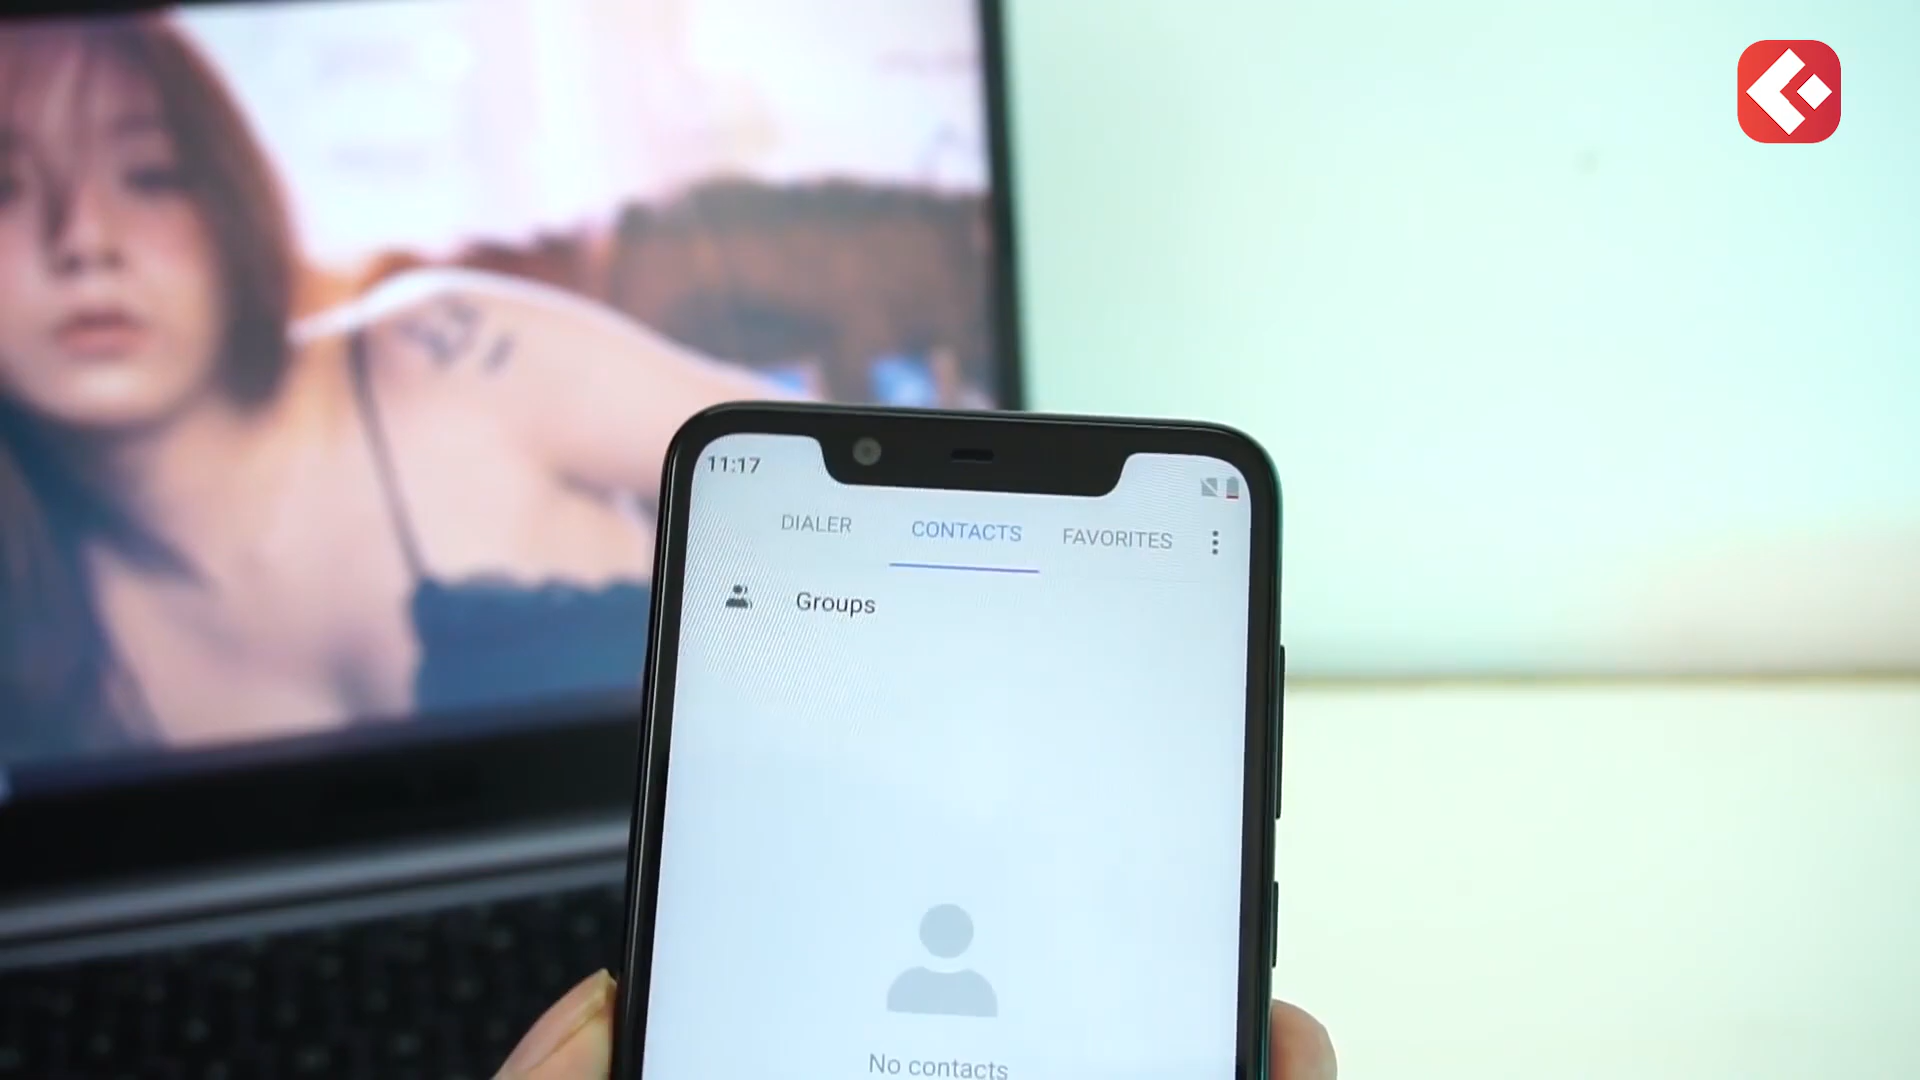 11:17
DIALER
CONTACTS
FAVORITES
Groups
No contacts